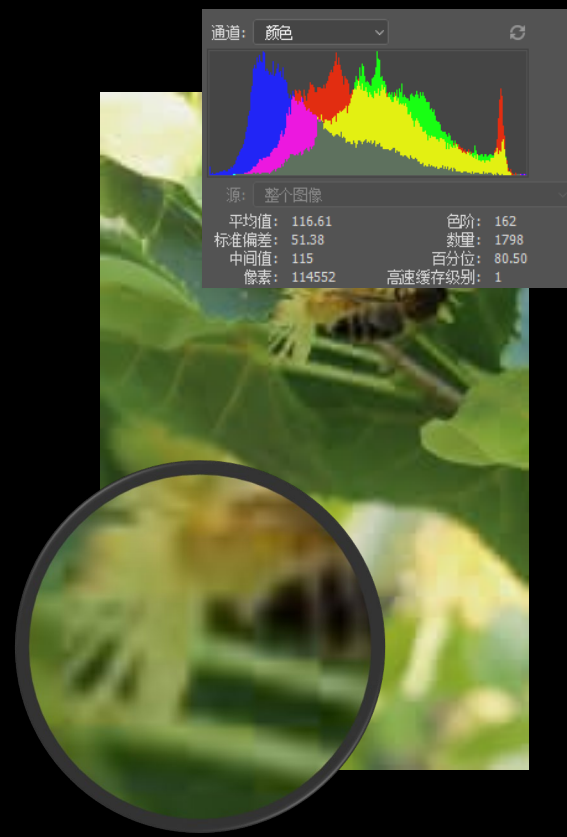 通道: 颜色
源: 整个图像
平均值: 116.61 色阶: 162
标准偏差: 51.38 数量: 1798
中间值: 115 百分位: 80.50
像素: 114552 高速缓存级别: 1